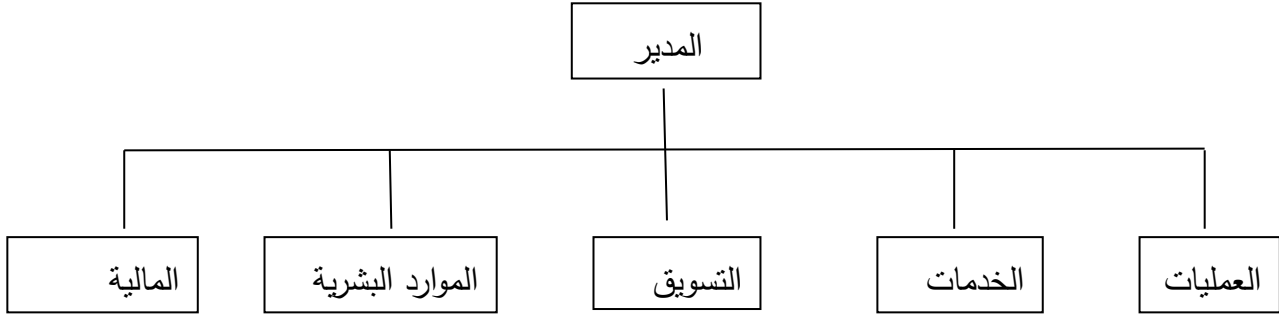 المدير
العمليات
الخدمات
التسويق
الموارد البشرية
المالية